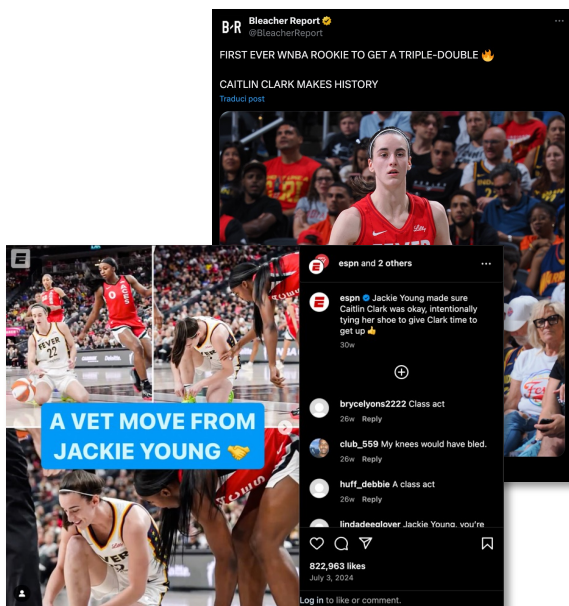 B/R
Bleacher Report
@BleacherReport
FIRST EVER WNBA ROOKIE TO GET A TRIPLE-DOUBLE 🔥
CAITLIN CLARK MAKES HISTORY
Traduci post
FEVER
E
espn and 2 others
espn Jackie Young made sure
Caitlin Clark was okay, intentionally
tying her shoe to give Clark time to
get up 👍
30w
FEVER
22
ACES
0
A VET MOVE FROM
JACKIE YOUNG 🤝
brycelyons2222 Class act
26w Reply
club_559 My knees would have bled.
26w Reply
huff_debbie A class act
26w Reply
lindadeeglover Jackie Young, you're
822,963 likes
July 3, 2024
Log in to like or comment.
FEVER